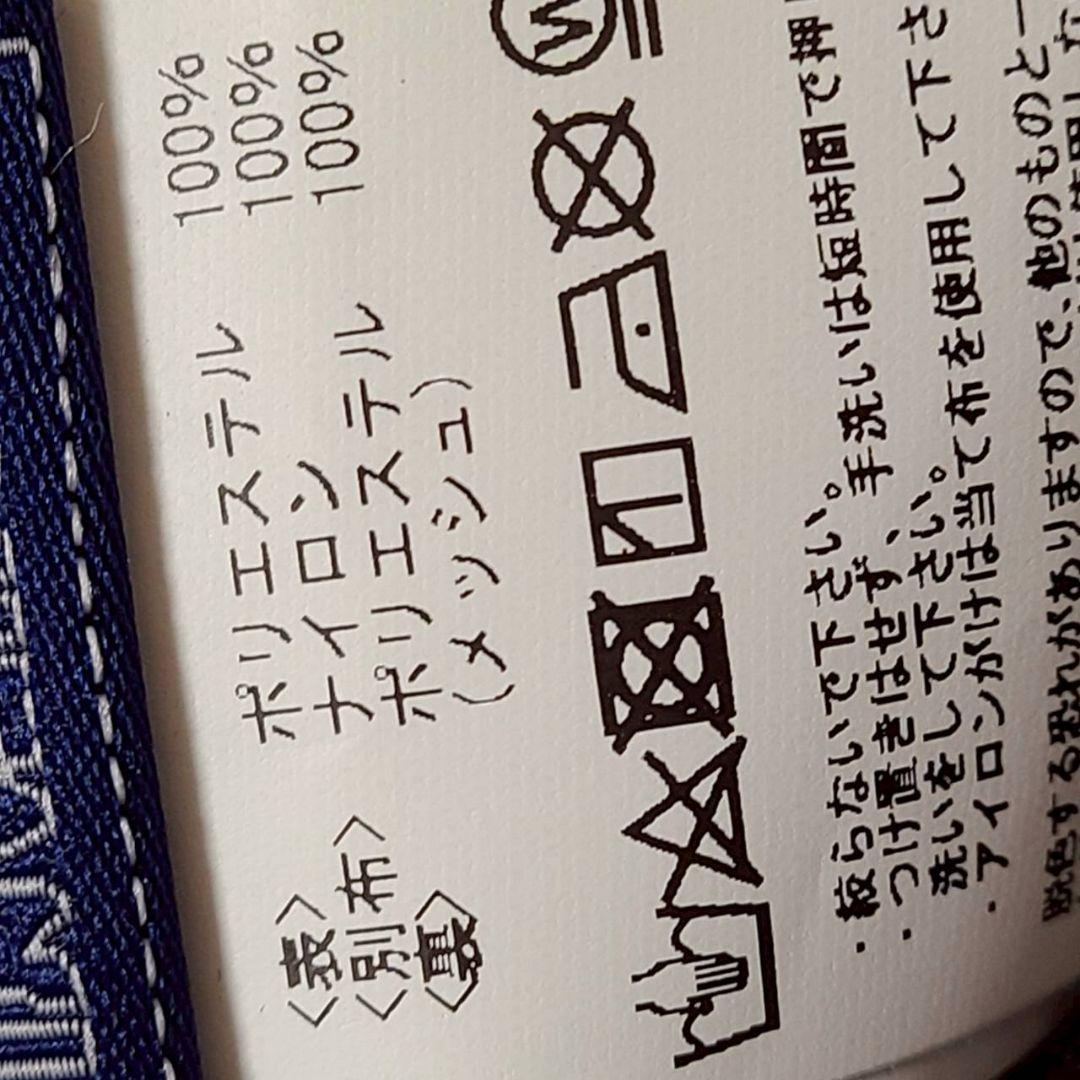 <表> ポリエステル 100%
<別布> ナイロン 100%
<裏> ポリエステル 100%
(メッシュ)
W
・絞らないで下さい。手洗いは短時間で押
・つけ置きはせず、
洗いをして下さい。
・アイロンがけは当て布を使用して下さ
脱色する恐れがありますので、他のものと一